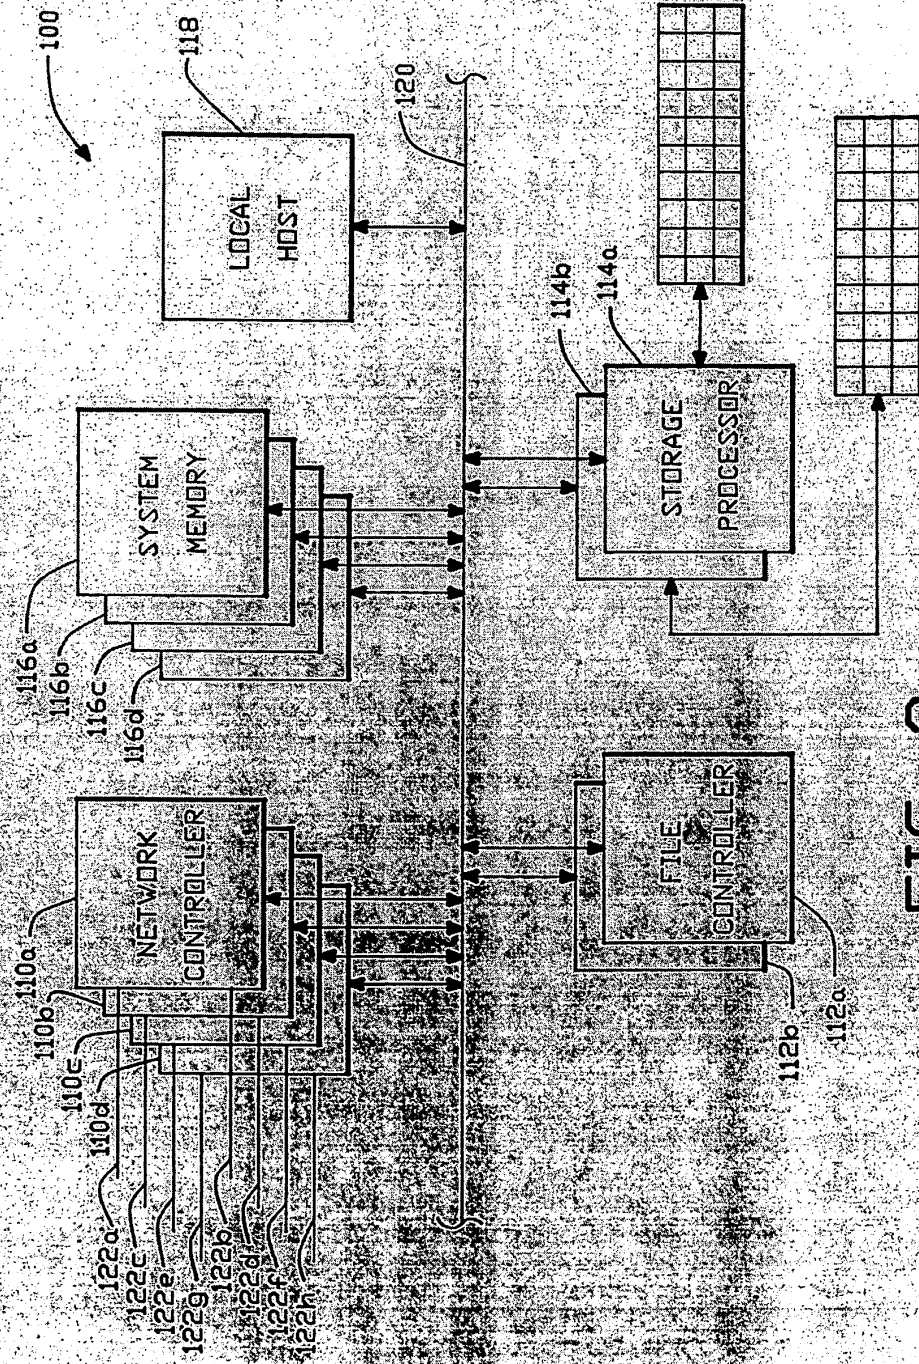 100
118
LOCAL
HOST
120
116a
116b
116c
116d
SYSTEM
MEMORY
110a
110b
110c
110d
NETWORK
CONTROLLER
122a
122c
122e
122g
122b
122d
122f
122h
114b
114a
STORAGE
PROCESSOR
FILE
CONTROLLER
112b
112a